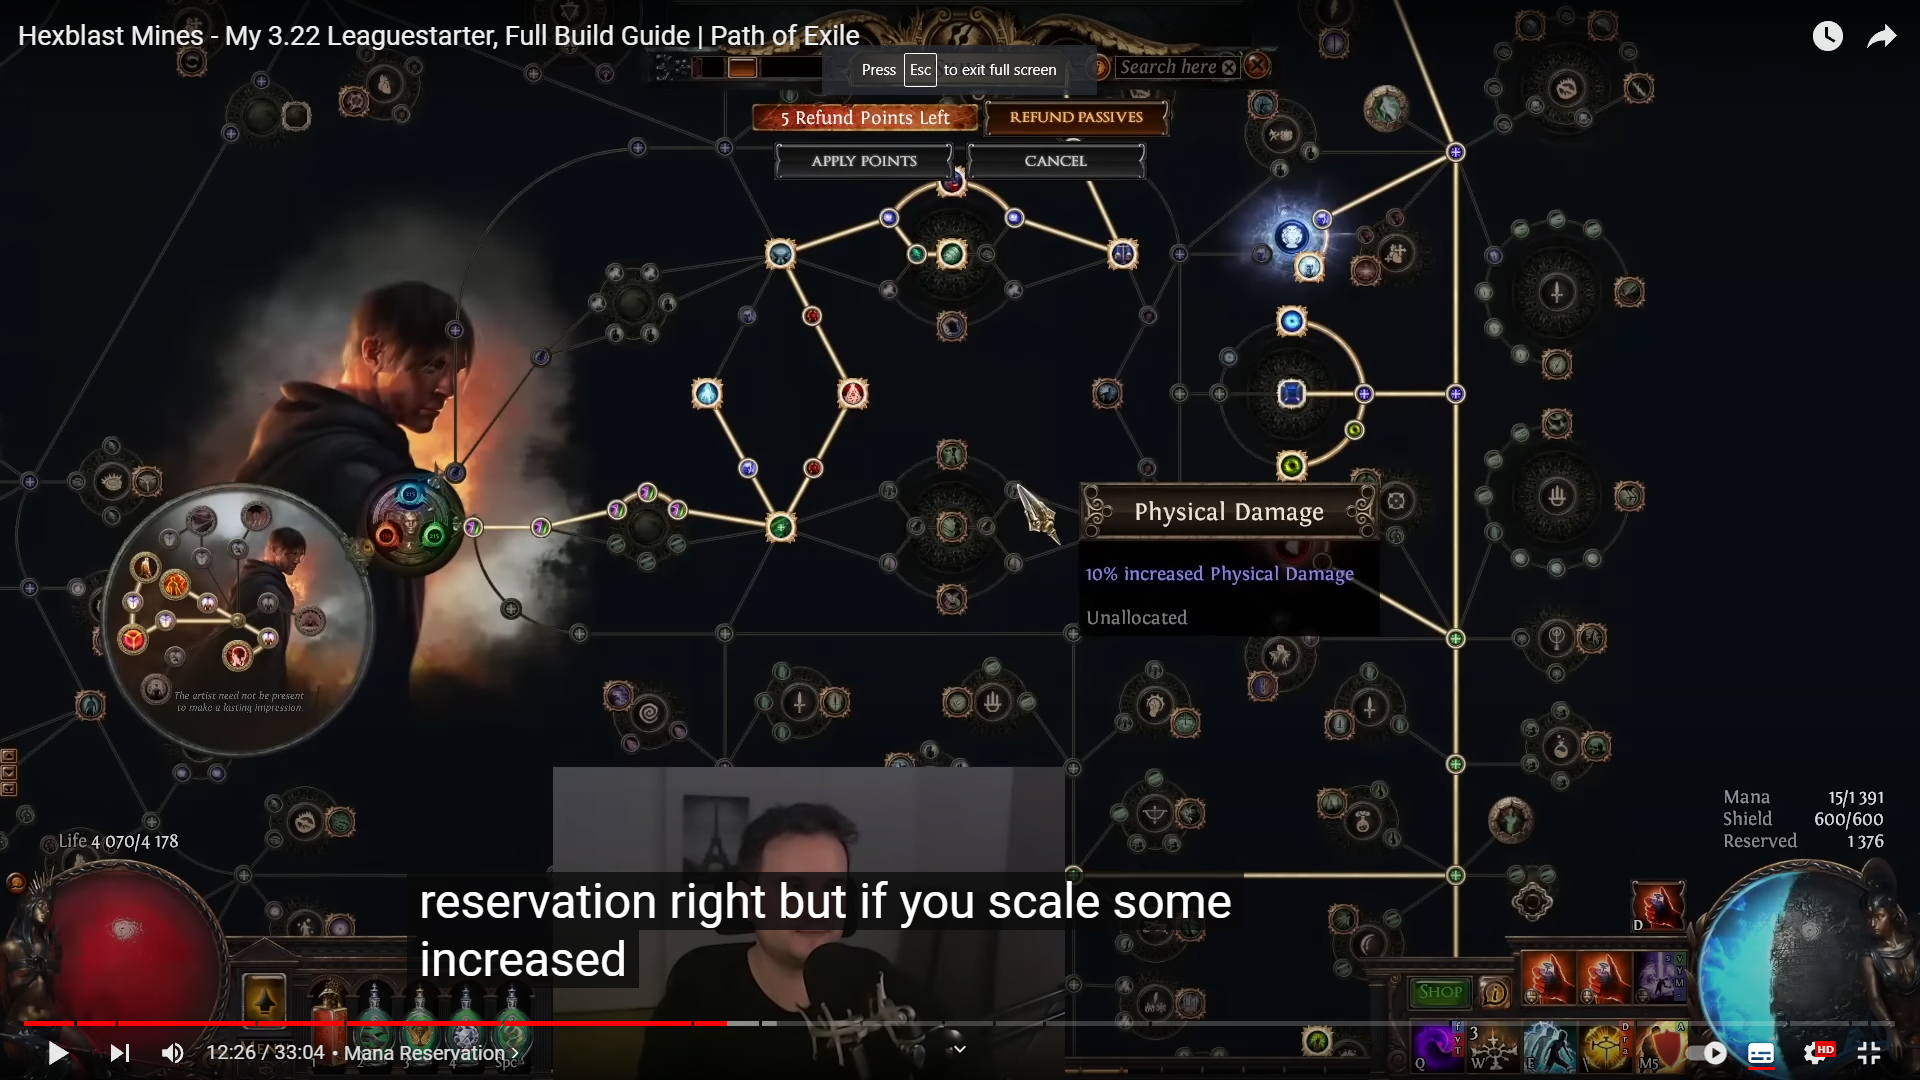 Hexblast Mines - My 3.22 Leaguestarter, Full Build Guide | Path of Exile
Press Esc to exit full screen
Search here
5 Refund Points Left
REFUND PASSIVES
APPLY POINTS
CANCEL
Physical Damage
10% increased Physical Damage
Unallocated
The artist need not be present
to make a lasting impression.
Life 4 070/4 178
Mana 15/1 391
Shield 600/600
Reserved 1 376
reservation right but if you scale some
increased
D
SHOP
12:26 / 33:04 • Mana Reservation
Q
3
W
E
M5
HD